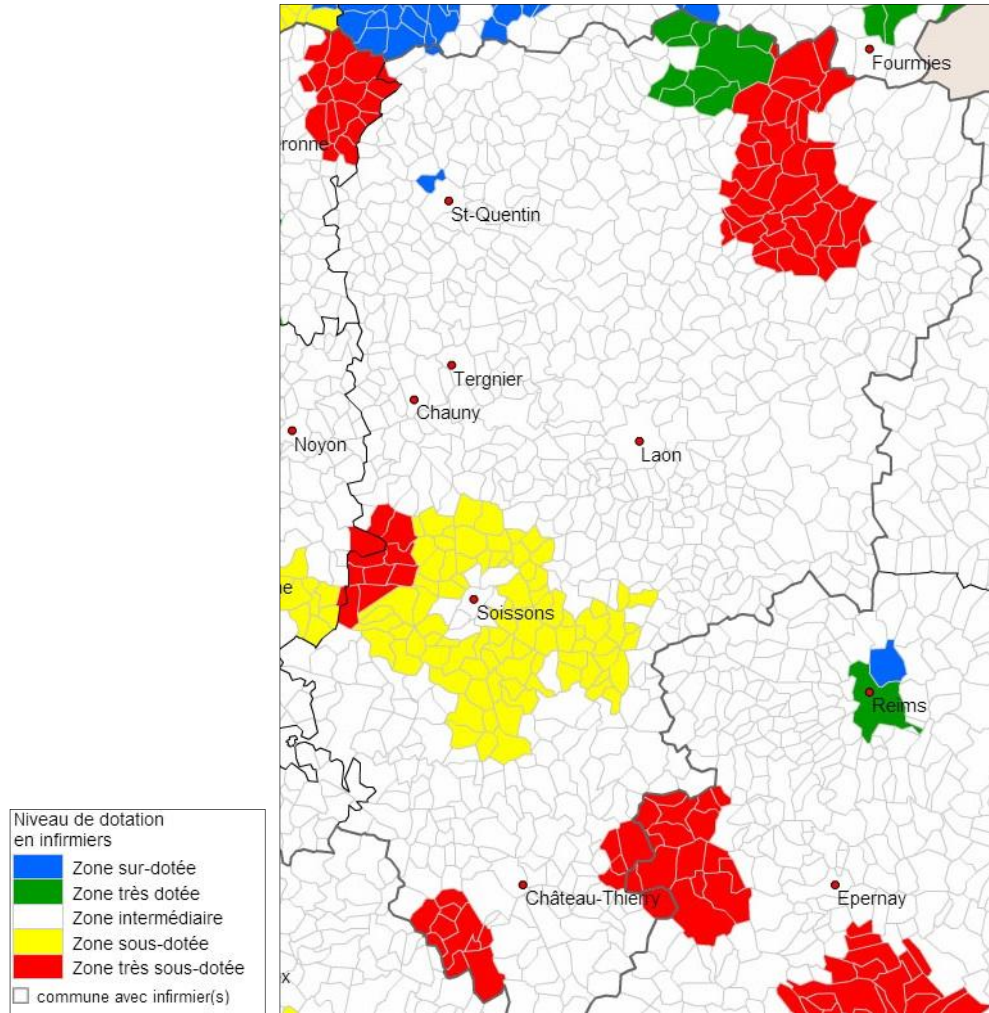 Fourmies
ronne
St-Quentin
Tergnier
Chauny
Noyon
Laon
ne
Soissons
Reims
Château-Thierry
Epernay
x
Niveau de dotation
en infirmiers
Zone sur-dotée
Zone très dotée
Zone intermédiaire
Zone sous-dotée
Zone très sous-dotée
commune avec infirmier(s)